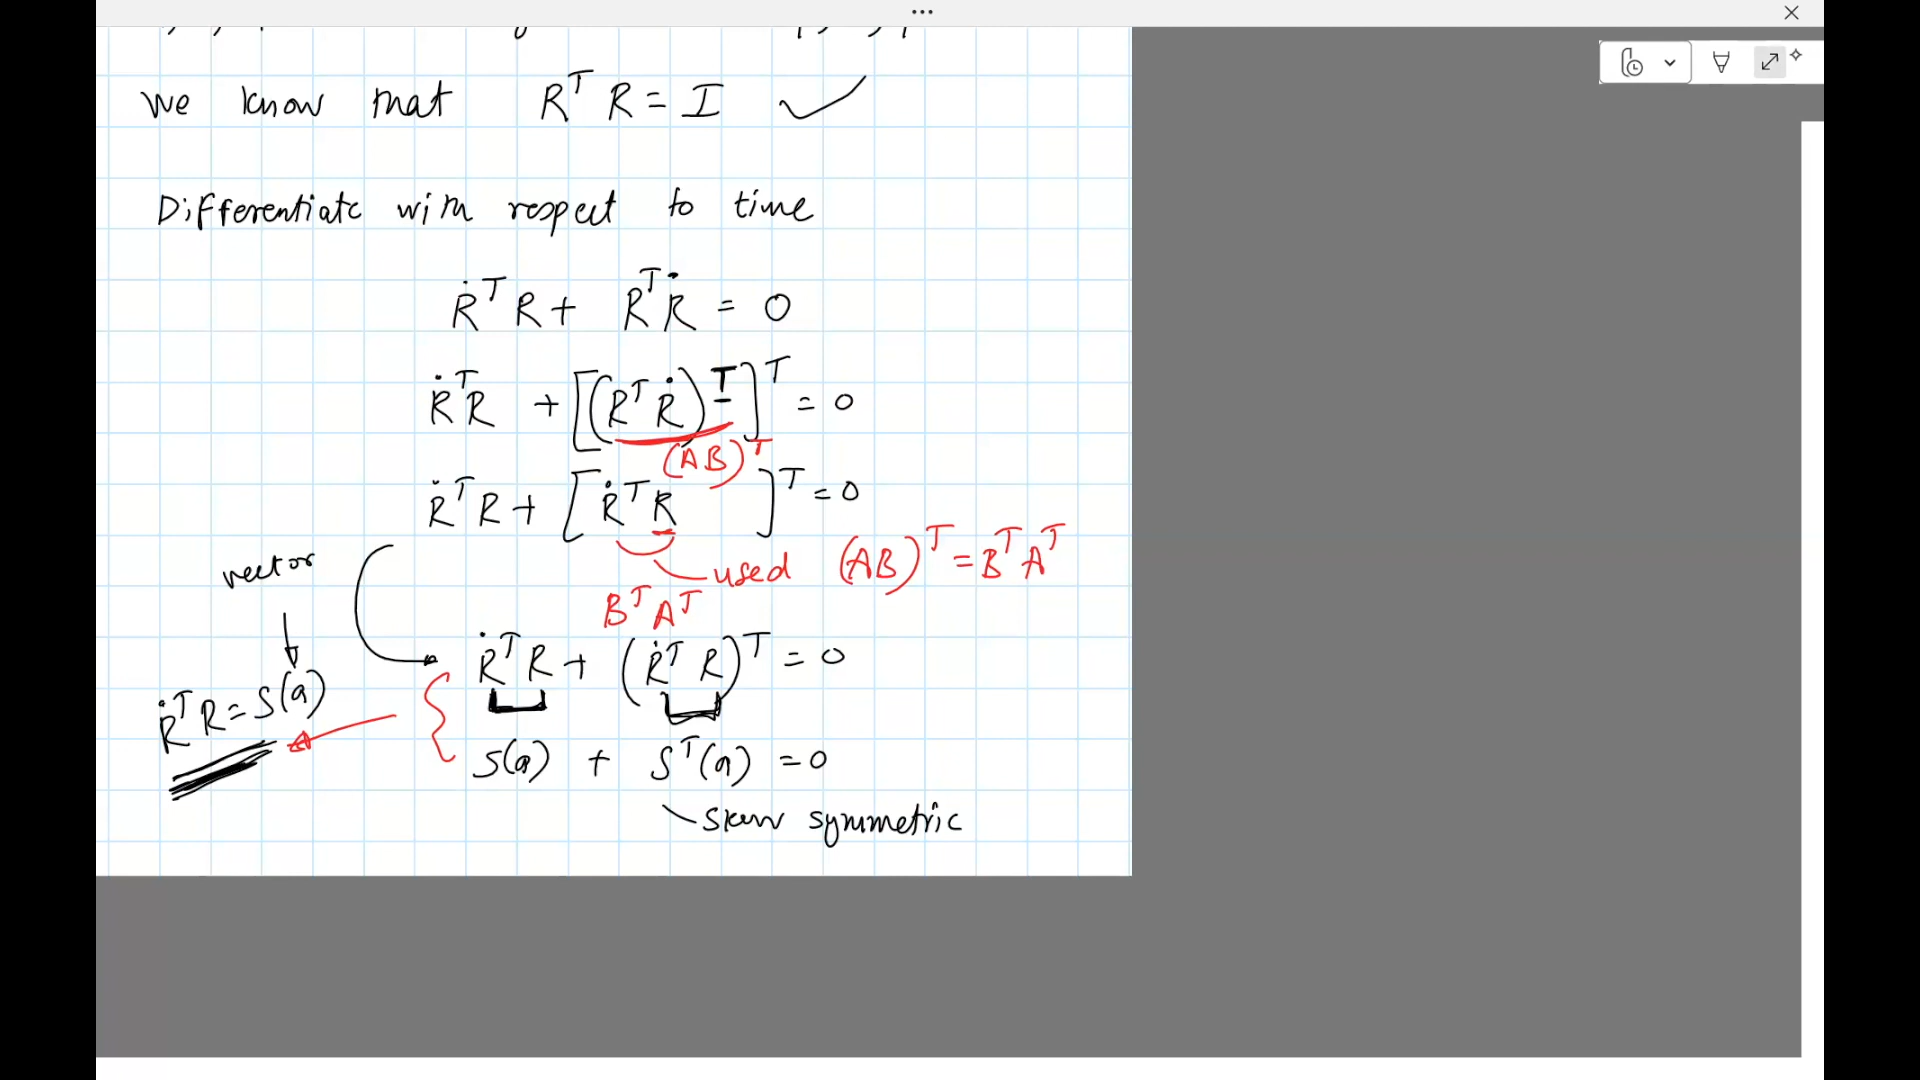 we know that Rᵀ R = I ✓
Differentiate with respect to time
Ṙᵀ R + Rᵀ Ṙ = 0
ṘᵀR + [(Rᵀ Ṙ)ᵀ]ᵀ = 0
(AB)ᵀ
Ṙᵀ R + [Ṙᵀ R]ᵀ = 0
used (AB)ᵀ = Bᵀ Aᵀ
Bᵀ Aᵀ
vector
Ṙᵀ R + (Ṙᵀ R)ᵀ = 0
Ṙᵀ R = S(a)
S(a) + Sᵀ(a) = 0
skew symmetric